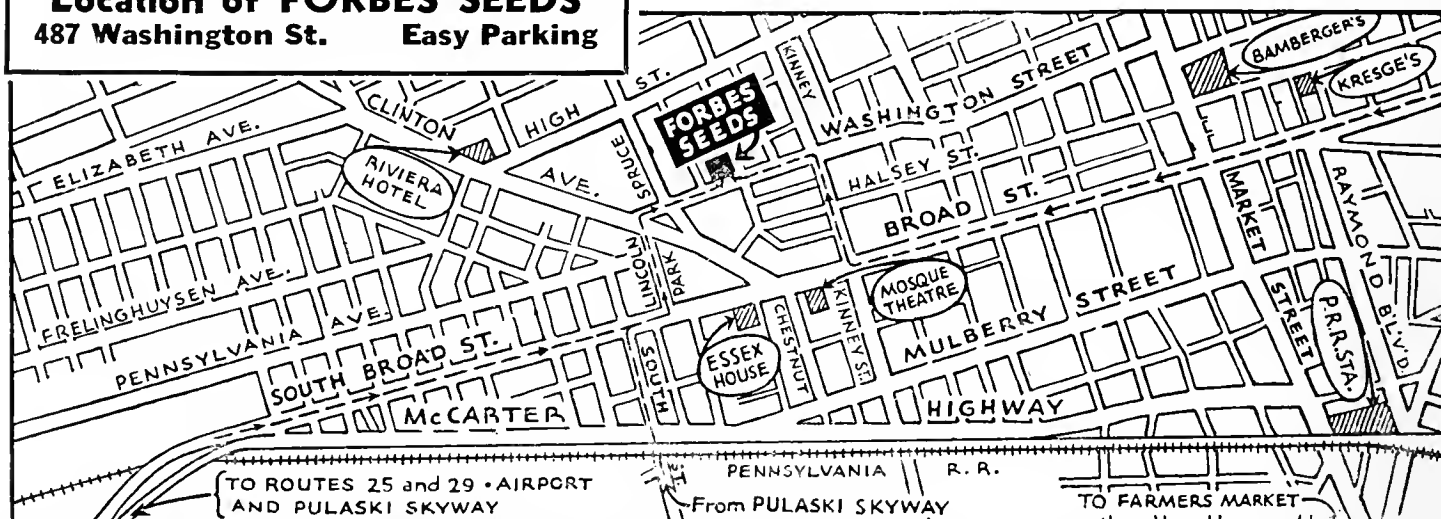 Location of FORBES SEEDS
487 Washington St. Easy Parking
BAMBERGER'S
KRESGE'S
KINNEY
WASHINGTON STREET
HIGH ST.
FORBES
SEEDS
CLINTON AVE.
ELIZABETH AVE.
RIVIERA
HOTEL
SPRUCE
HALSEY ST.
BROAD ST.
MARKET STREET
RAYMOND BL'V'D.
P.R.R. STA.
LINCOLN
PARK
MOSQUE
THEATRE
FRELINGHUYSEN AVE.
PENNSYLVANIA AVE.
SOUTH BROAD ST.
ESSEX
HOUSE
CHESTNUT
KINNEY ST.
MULBERRY STREET
SOUTH ST.
McCARTER HIGHWAY
PENNSYLVANIA R. R.
TO ROUTES 25 and 29 • AIRPORT
AND PULASKI SKYWAY
From PULASKI SKYWAY
TO FARMERS MARKET